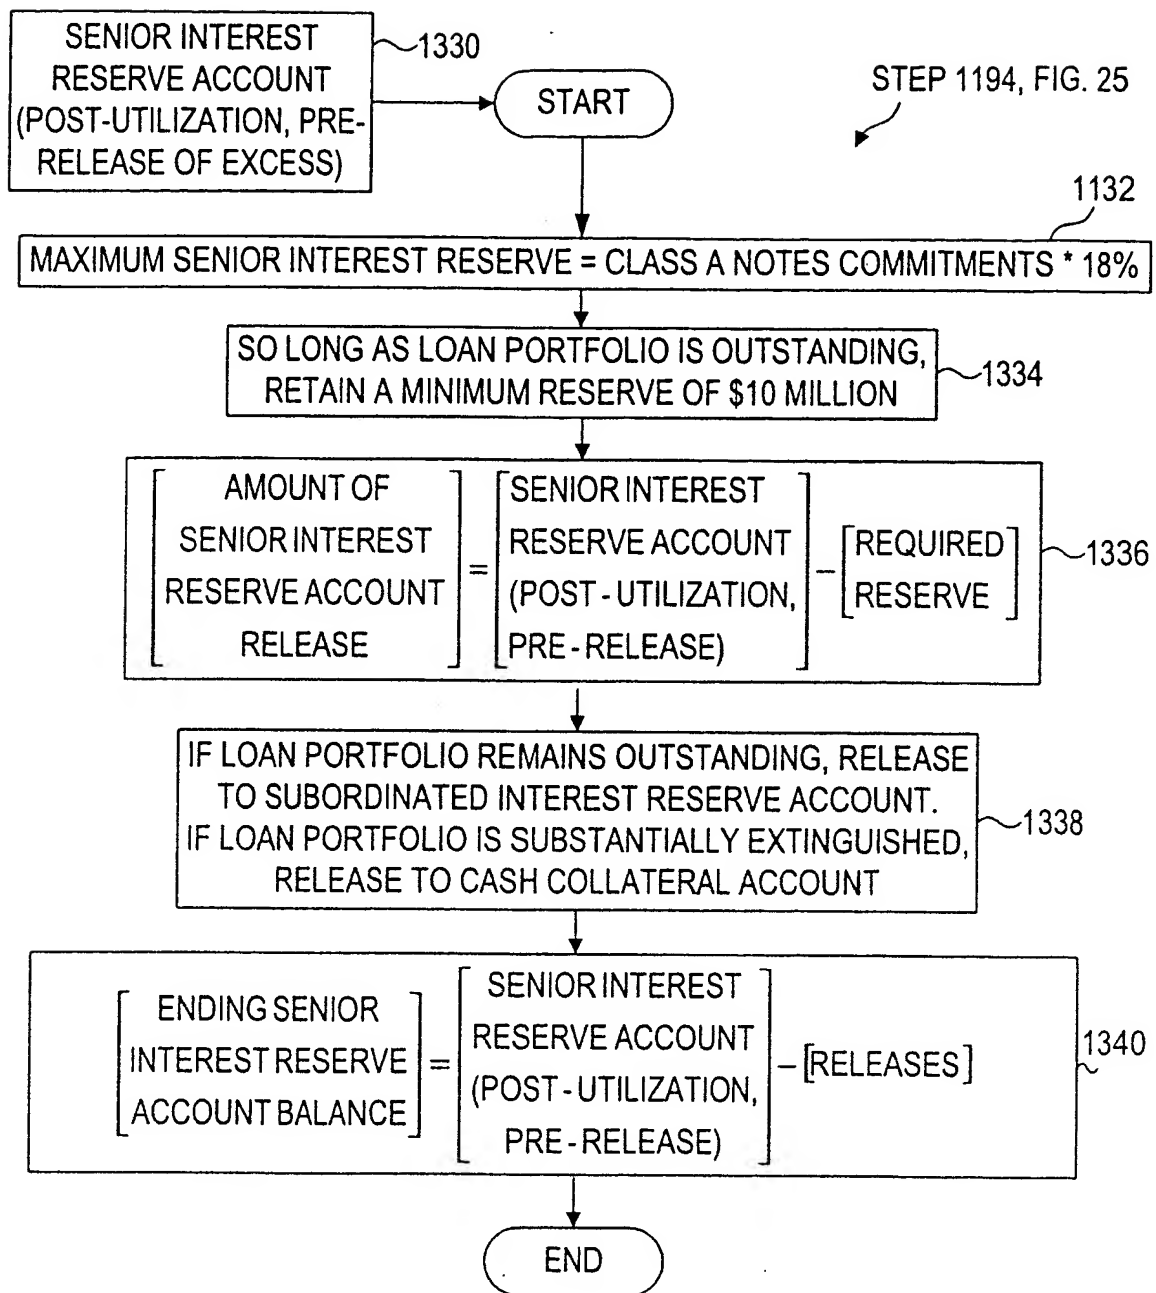 SENIOR INTEREST
RESERVE ACCOUNT
(POST-UTILIZATION, PRE-
RELEASE OF EXCESS)
1330
START
STEP 1194, FIG. 25
1132
MAXIMUM SENIOR INTEREST RESERVE = CLASS A NOTES COMMITMENTS * 18%
SO LONG AS LOAN PORTFOLIO IS OUTSTANDING,
RETAIN A MINIMUM RESERVE OF $10 MILLION
1334
AMOUNT OF
SENIOR INTEREST
RESERVE ACCOUNT
RELEASE
=
SENIOR INTEREST
RESERVE ACCOUNT
(POST - UTILIZATION,
PRE - RELEASE)
-
REQUIRED
RESERVE
1336
IF LOAN PORTFOLIO REMAINS OUTSTANDING, RELEASE
TO SUBORDINATED INTEREST RESERVE ACCOUNT.
IF LOAN PORTFOLIO IS SUBSTANTIALLY EXTINGUISHED,
RELEASE TO CASH COLLATERAL ACCOUNT
1338
ENDING SENIOR
INTEREST RESERVE
ACCOUNT BALANCE
=
SENIOR INTEREST
RESERVE ACCOUNT
(POST - UTILIZATION,
PRE - RELEASE)
- [RELEASES]
1340
END